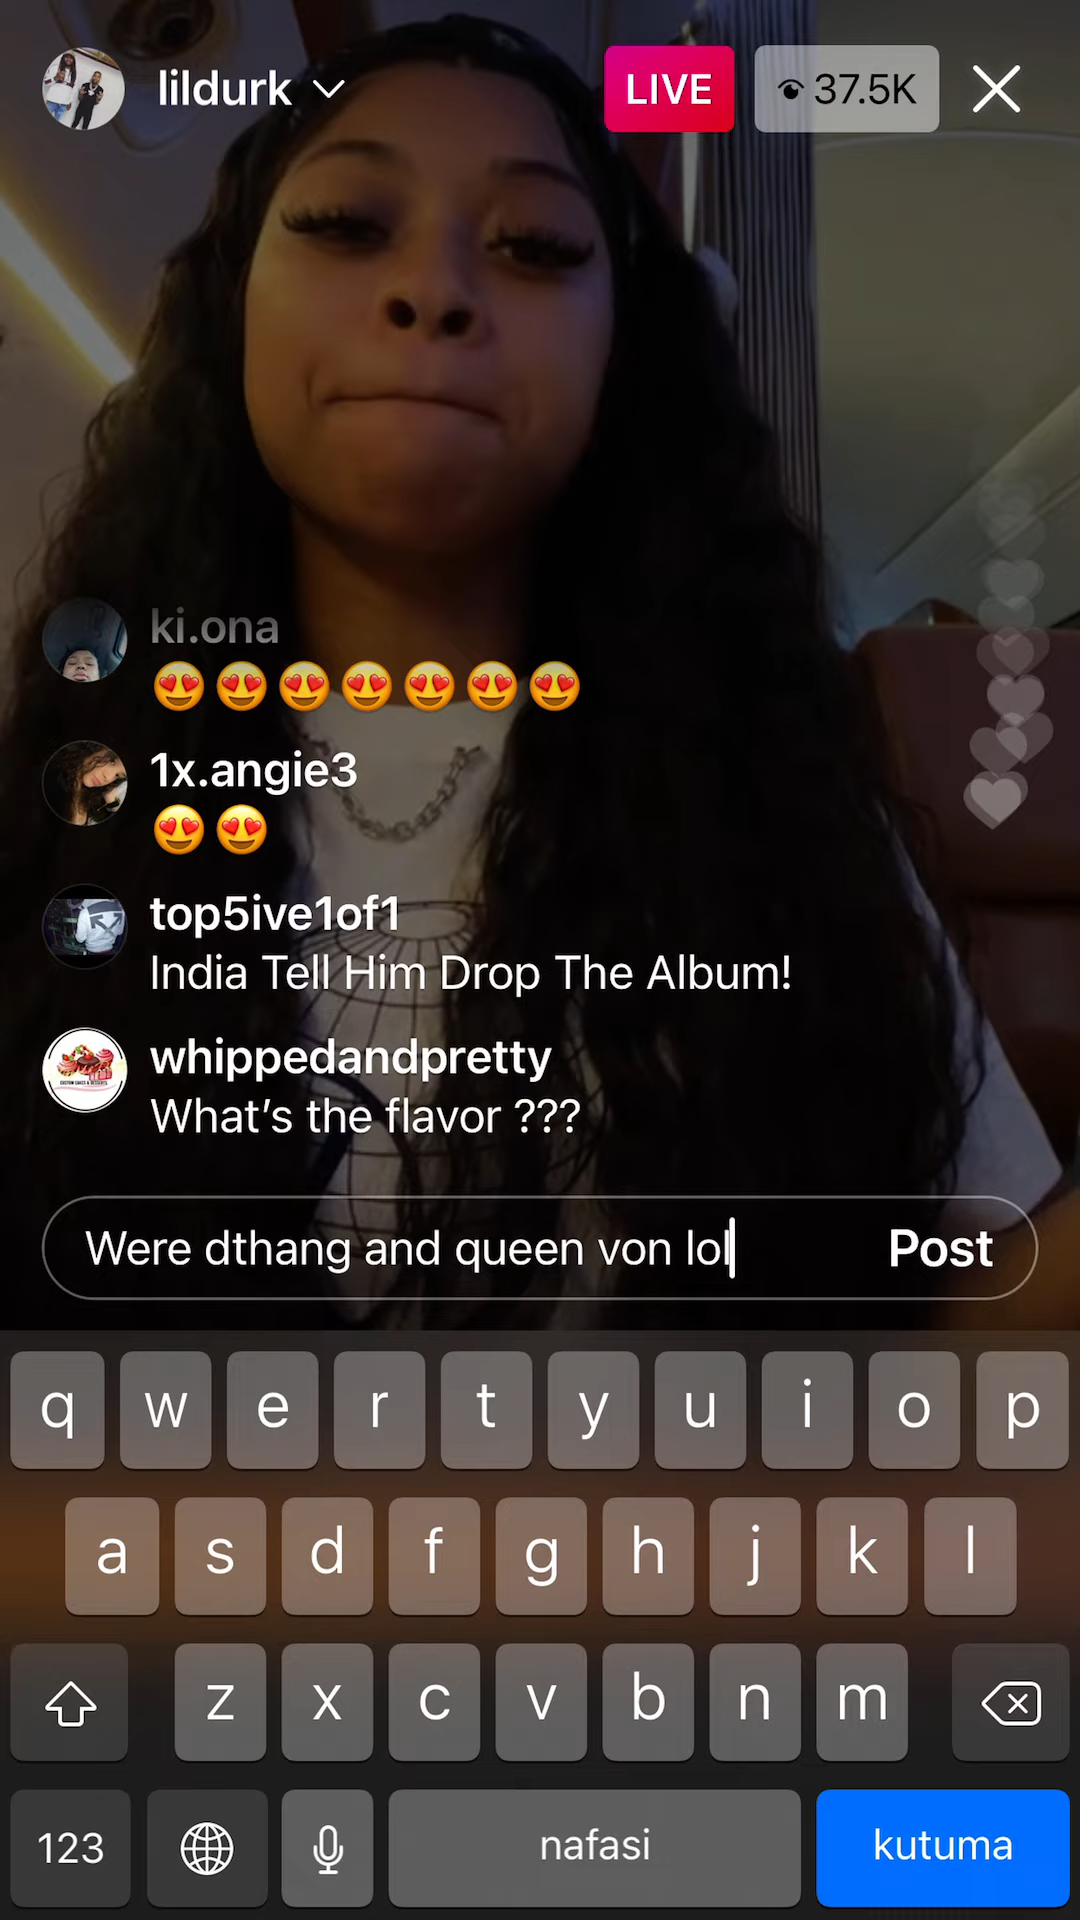 lildurk
LIVE
37.5K
ki.ona
😍😍😍😍😍😍😍
1x.angie3
😍😍
top5ive1of1
India Tell Him Drop The Album!
whippedandpretty
What's the flavor ???
Were dthang and queen von lol
Post
q w e r t y u i o p
a s d f g h j k l
z x c v b n m
123
nafasi
kutuma